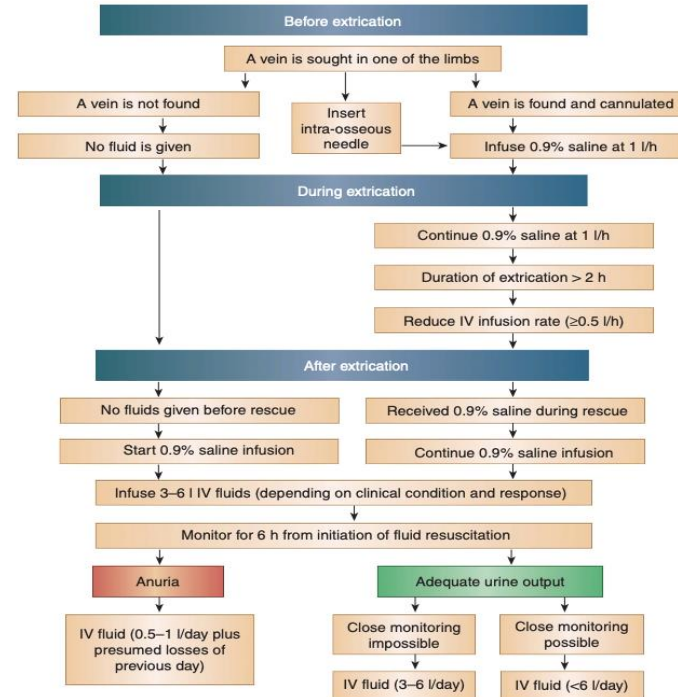 Before extrication
A vein is sought in one of the limbs
A vein is not found
Insert
intra-osseous
needle
A vein is found and cannulated
No fluid is given
Infuse 0.9% saline at 1 l/h
During extrication
Continue 0.9% saline at 1 l/h
Duration of extrication > 2 h
Reduce IV infusion rate (≥0.5 l/h)
After extrication
No fluids given before rescue
Received 0.9% saline during rescue
Start 0.9% saline infusion
Continue 0.9% saline infusion
Infuse 3–6 l IV fluids (depending on clinical condition and response)
Monitor for 6 h from initiation of fluid resuscitation
Anuria
Adequate urine output
IV fluid (0.5–1 l/day plus
presumed losses of
previous day)
Close monitoring
impossible
Close monitoring
possible
IV fluid (3–6 l/day)
IV fluid (<6 l/day)